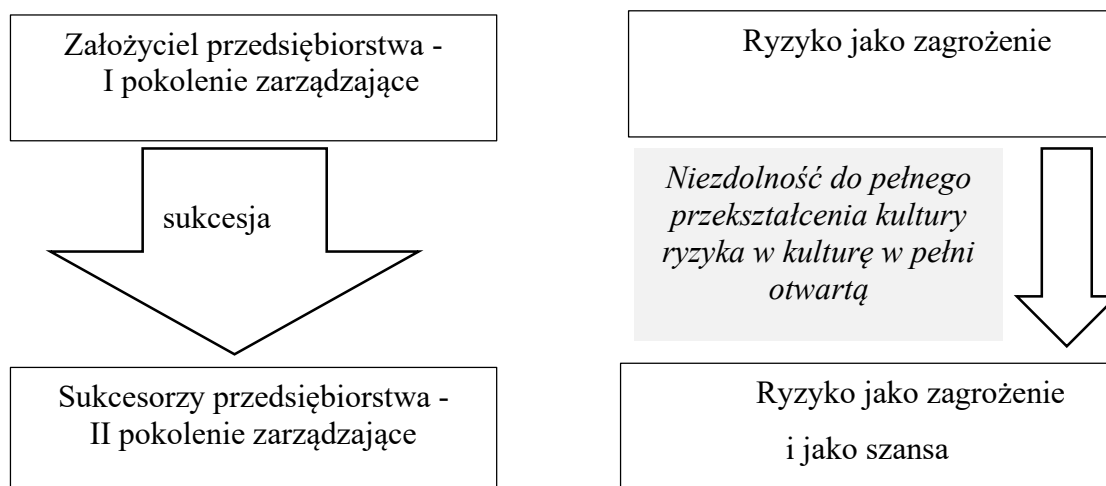 Założyciel przedsiębiorstwa -
I pokolenie zarządzające
Ryzyko jako zagrożenie
sukcesja
Niezdolność do pełnego
przekształcenia kultury
ryzyka w kulturę w pełni
otwartą
Sukcesorzy przedsiębiorstwa -
II pokolenie zarządzające
Ryzyko jako zagrożenie
i jako szansa